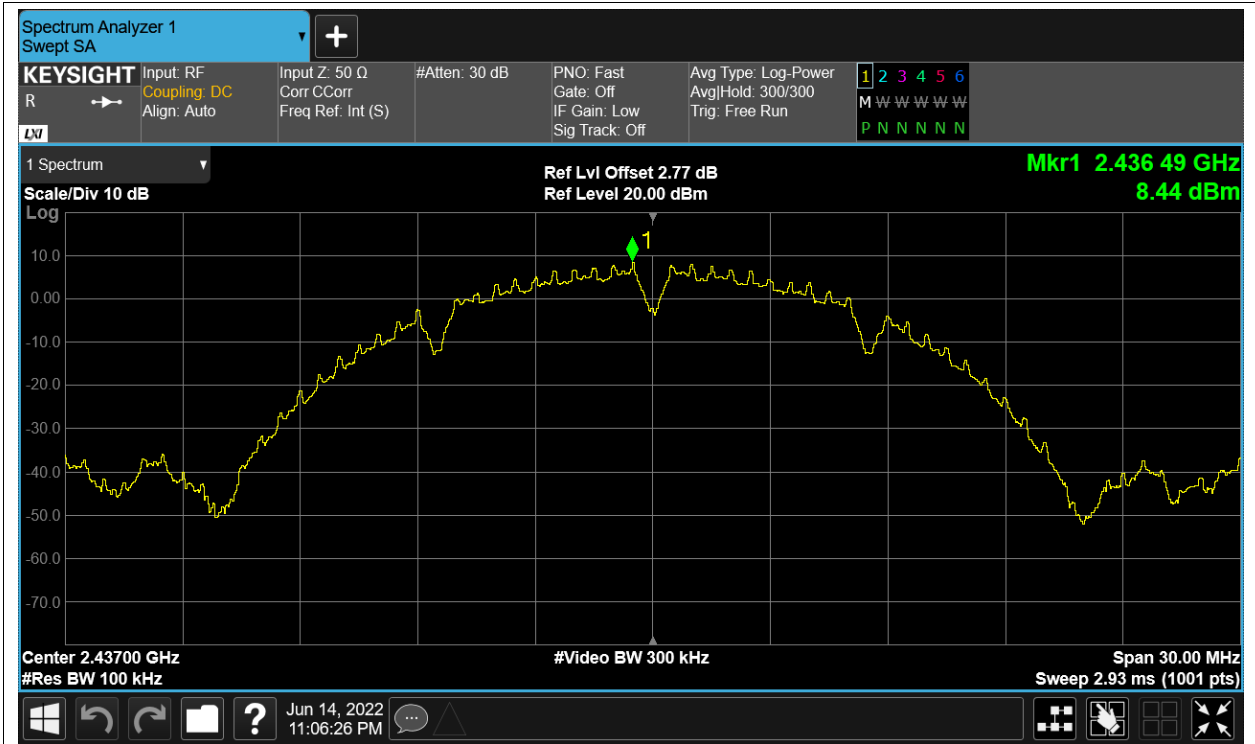 Spectrum Analyzer 1
Swept SA
+
KEYSIGHT
R
LXI
Input: RF
Coupling: DC
Align: Auto
Input Z: 50 Ω
Corr CCorr
Freq Ref: Int (S)
#Atten: 30 dB
PNO: Fast
Gate: Off
IF Gain: Low
Sig Track: Off
Avg Type: Log-Power
Avg|Hold: 300/300
Trig: Free Run
1 2 3 4 5 6
M W W W W W
P N N N N N
1 Spectrum
Scale/Div 10 dB
Log
Ref Lvl Offset 2.77 dB
Ref Level 20.00 dBm
Mkr1 2.436 49 GHz
8.44 dBm
1
10.0
0.00
-10.0
-20.0
-30.0
-40.0
-50.0
-60.0
-70.0
Center 2.43700 GHz
#Res BW 100 kHz
#Video BW 300 kHz
Span 30.00 MHz
Sweep 2.93 ms (1001 pts)
?
Jun 14, 2022
11:06:26 PM